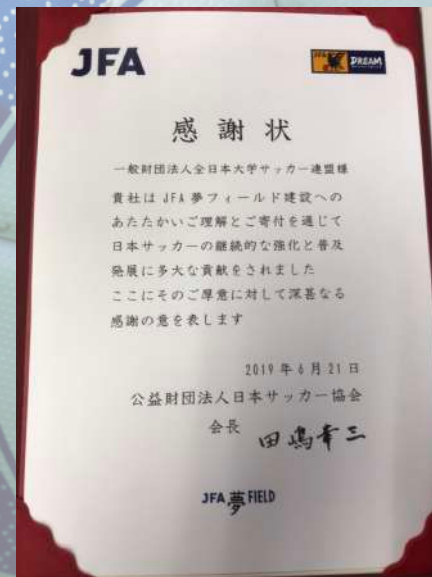 JFA
DREAM
感謝状
一般財団法人全日本大学サッカー連盟様
貴社は JFA 夢フィールド建設への
あたたかいご理解とご寄付を通じて
日本サッカーの継続的な強化と普及
発展に多大な貢献をされました
ここにそのご厚意に対して深甚なる
感謝の意を表します
2019年6月21日
公益財団法人日本サッカー協会
会長 田嶋幸三
JFA夢FIELD